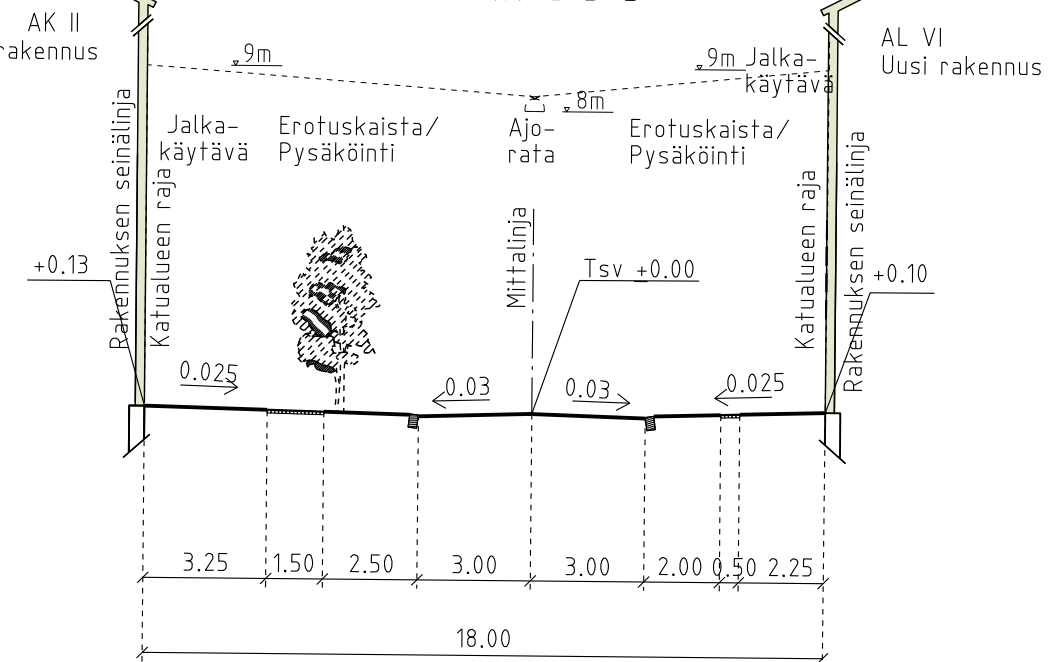 AK II
rakennus
9m
9m
Jalka-
käytävä
AL VI
Uusi rakennus
8m
Jalka-
käytävä
Erotuskaista/
Pysäköinti
Ajo-
rata
Erotuskaista/
Pysäköinti
Rakennuksen seinälinja
Katualueen raja
Mittalinja
Katualueen raja
Rakennuksen seinälinja
+0.13
Tsv +0.00
+0.10
0.025
0.03
0.03
0.025
3.25 1.50 2.50 3.00 3.00 2.00 0.50 2.25
18.00